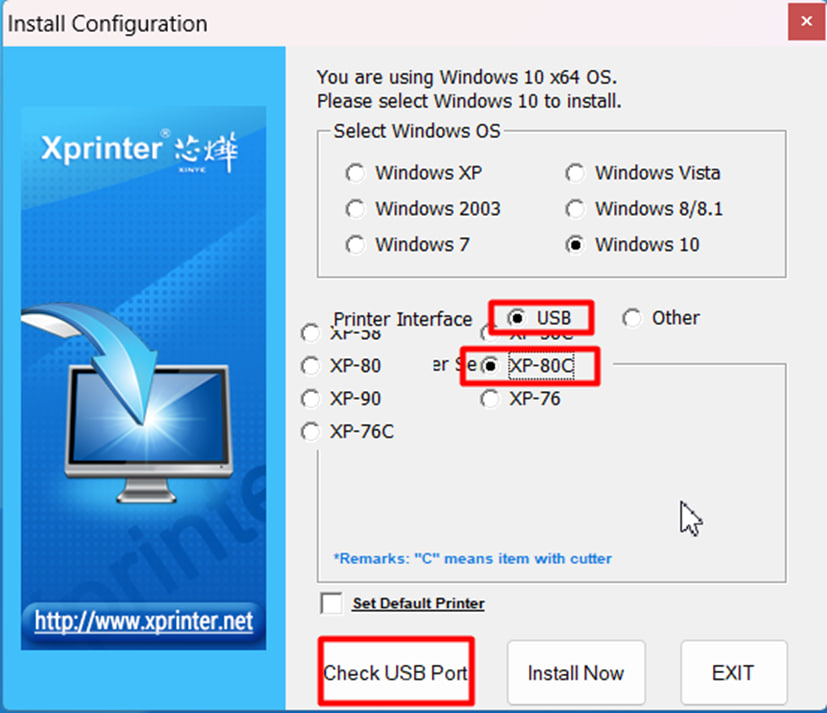 Install Configuration
Xprinter® 芯烨
XINYE
http://www.xprinter.net
You are using Windows 10 x64 OS.
Please select Windows 10 to install.
Select Windows OS
Windows XP
Windows Vista
Windows 2003
Windows 8/8.1
Windows 7
Windows 10
Printer Interface
USB
Other
XP-58
XP-80
er Se
XP-80C
XP-90
XP-76
XP-76C
*Remarks: "C" means item with cutter
Set Default Printer
Check USB Port
Install Now
EXIT